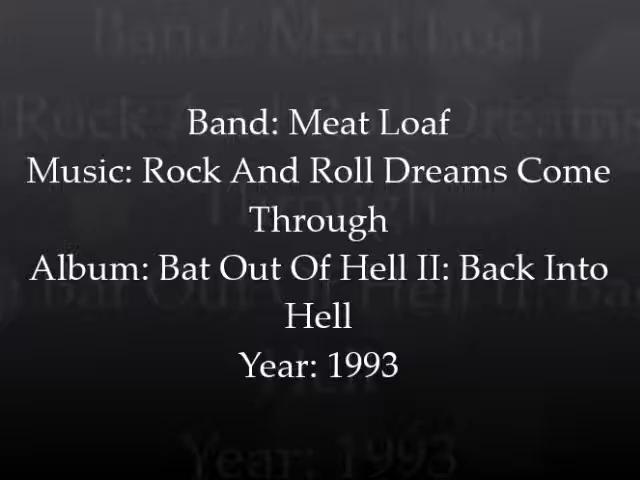 Band: Meat Loaf
Music: Rock And Roll Dreams Come
Through
Album: Bat Out Of Hell II: Back Into
Hell
Year: 1993